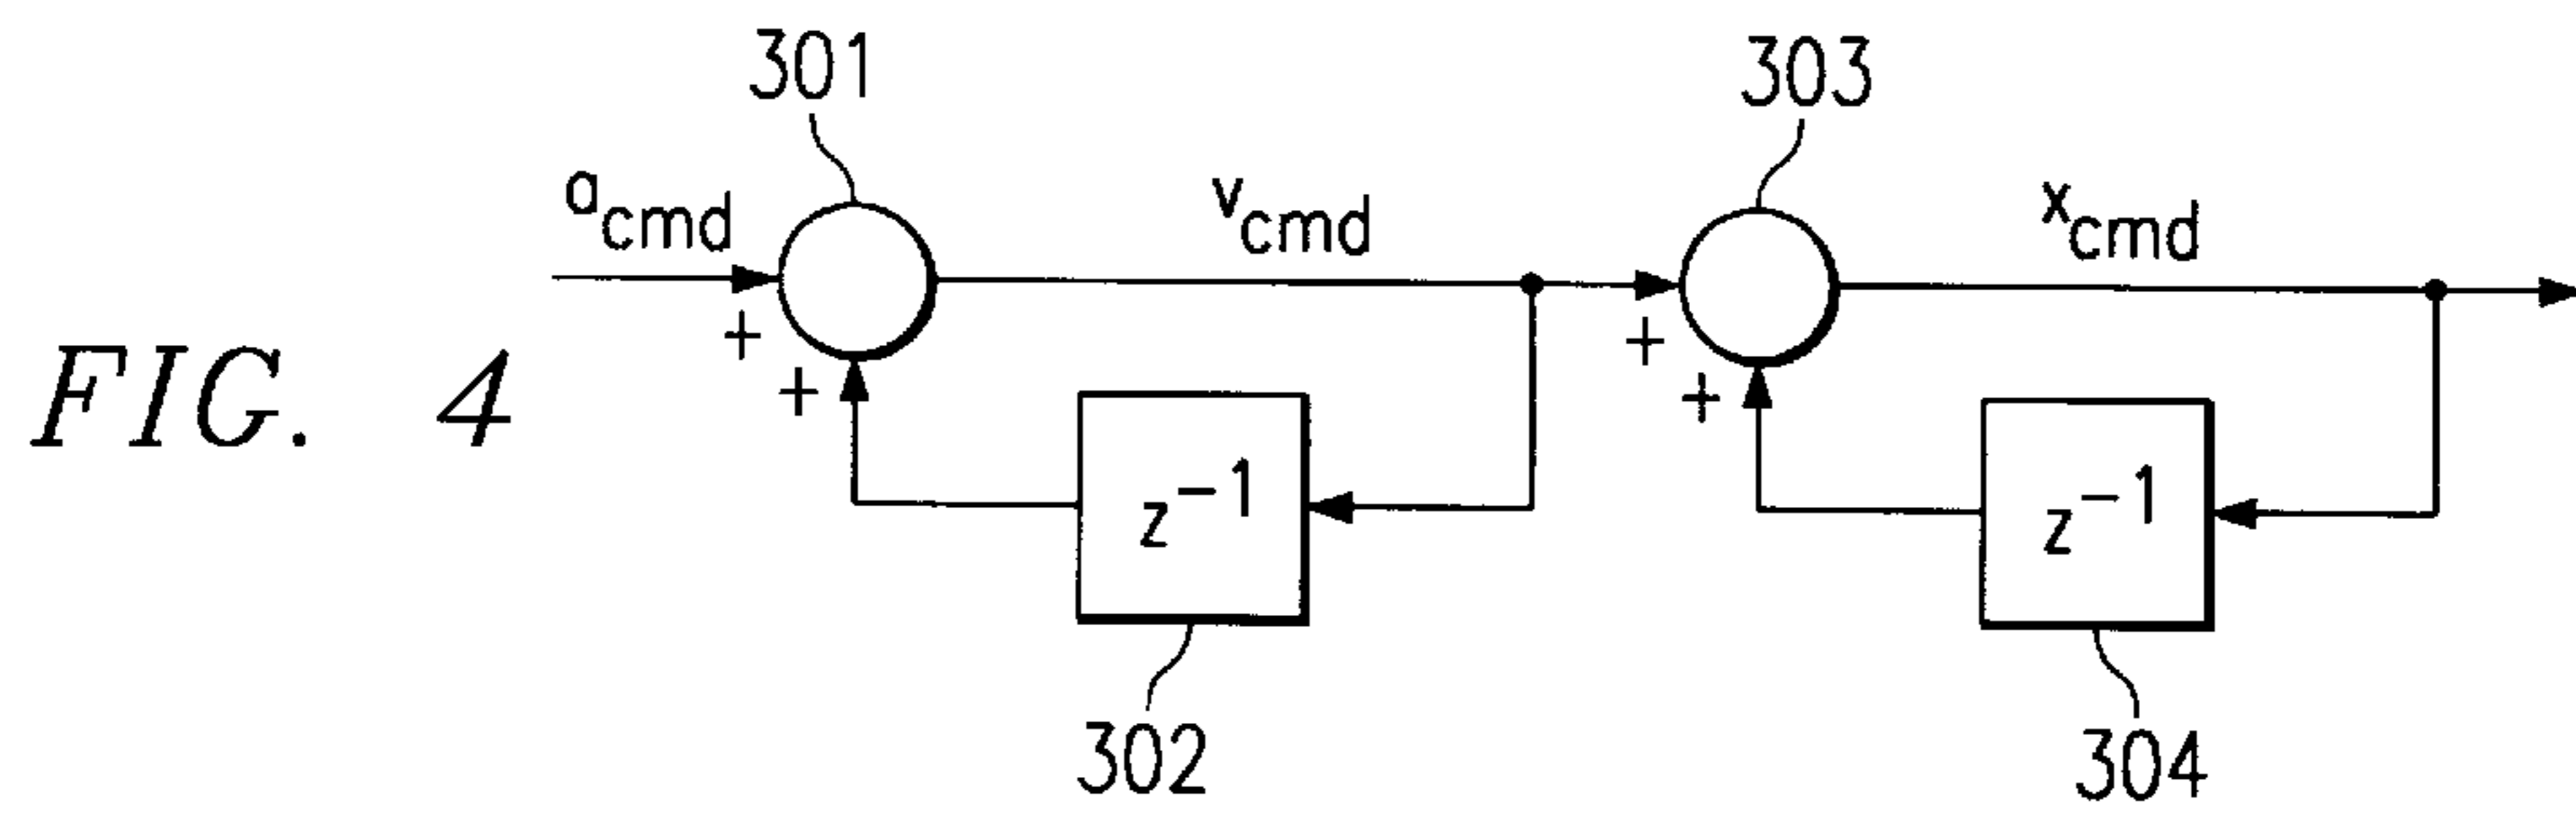 301
303
a_cmd
v_cmd
x_cmd
+
+
+
+
FIG. 4
z^-1
z^-1
302
304